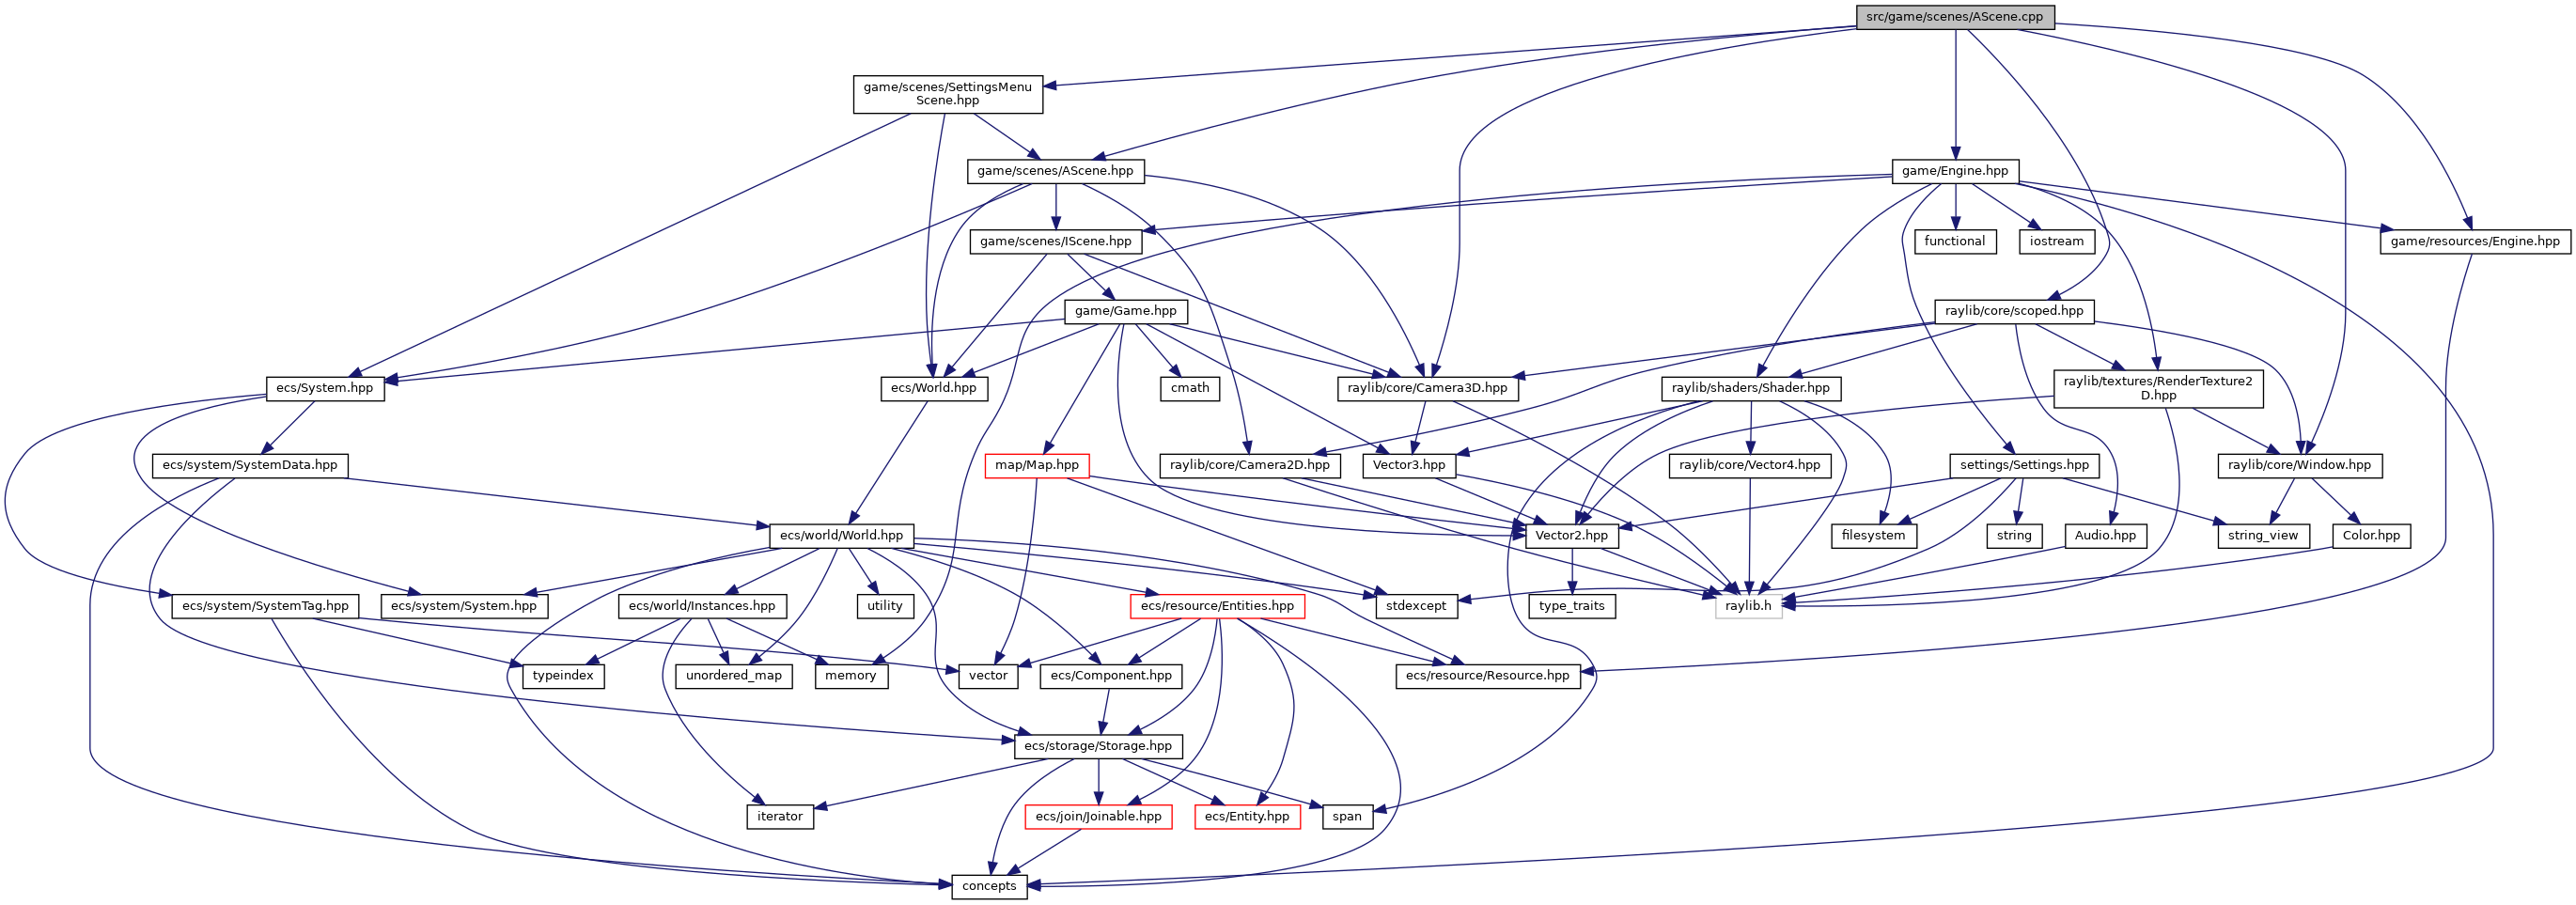 src/game/scenes/AScene.cpp
game/scenes/SettingsMenu
Scene.hpp
game/scenes/AScene.hpp
game/Engine.hpp
game/scenes/IScene.hpp
functional
iostream
game/resources/Engine.hpp
game/Game.hpp
raylib/core/scoped.hpp
ecs/System.hpp
ecs/World.hpp
cmath
raylib/core/Camera3D.hpp
raylib/shaders/Shader.hpp
raylib/textures/RenderTexture2
D.hpp
ecs/system/SystemData.hpp
map/Map.hpp
raylib/core/Camera2D.hpp
Vector3.hpp
raylib/core/Vector4.hpp
settings/Settings.hpp
raylib/core/Window.hpp
ecs/world/World.hpp
Vector2.hpp
filesystem
string
Audio.hpp
string_view
Color.hpp
ecs/system/SystemTag.hpp
ecs/system/System.hpp
ecs/world/Instances.hpp
utility
ecs/resource/Entities.hpp
stdexcept
type_traits
raylib.h
typeindex
unordered_map
memory
vector
ecs/Component.hpp
ecs/resource/Resource.hpp
ecs/storage/Storage.hpp
iterator
ecs/join/Joinable.hpp
ecs/Entity.hpp
span
concepts